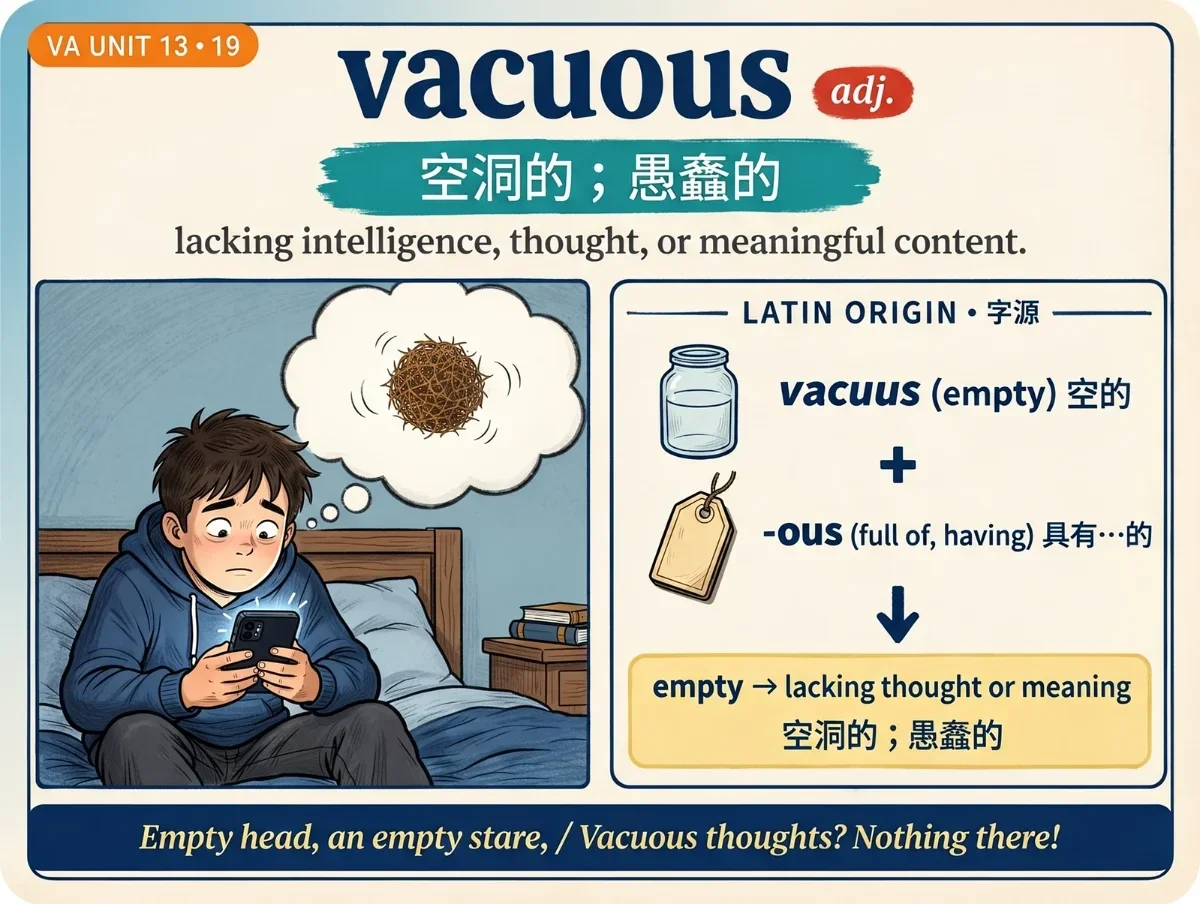 VA UNIT 13 • 19
vacuous adj.
空洞的；愚蠢的
lacking intelligence, thought, or meaningful content.
LATIN ORIGIN • 字源
vacuus (empty) 空的
+
-ous (full of, having) 具有…的
empty → lacking thought or meaning
空洞的；愚蠢的
Empty head, an empty stare, / Vacuous thoughts? Nothing there!